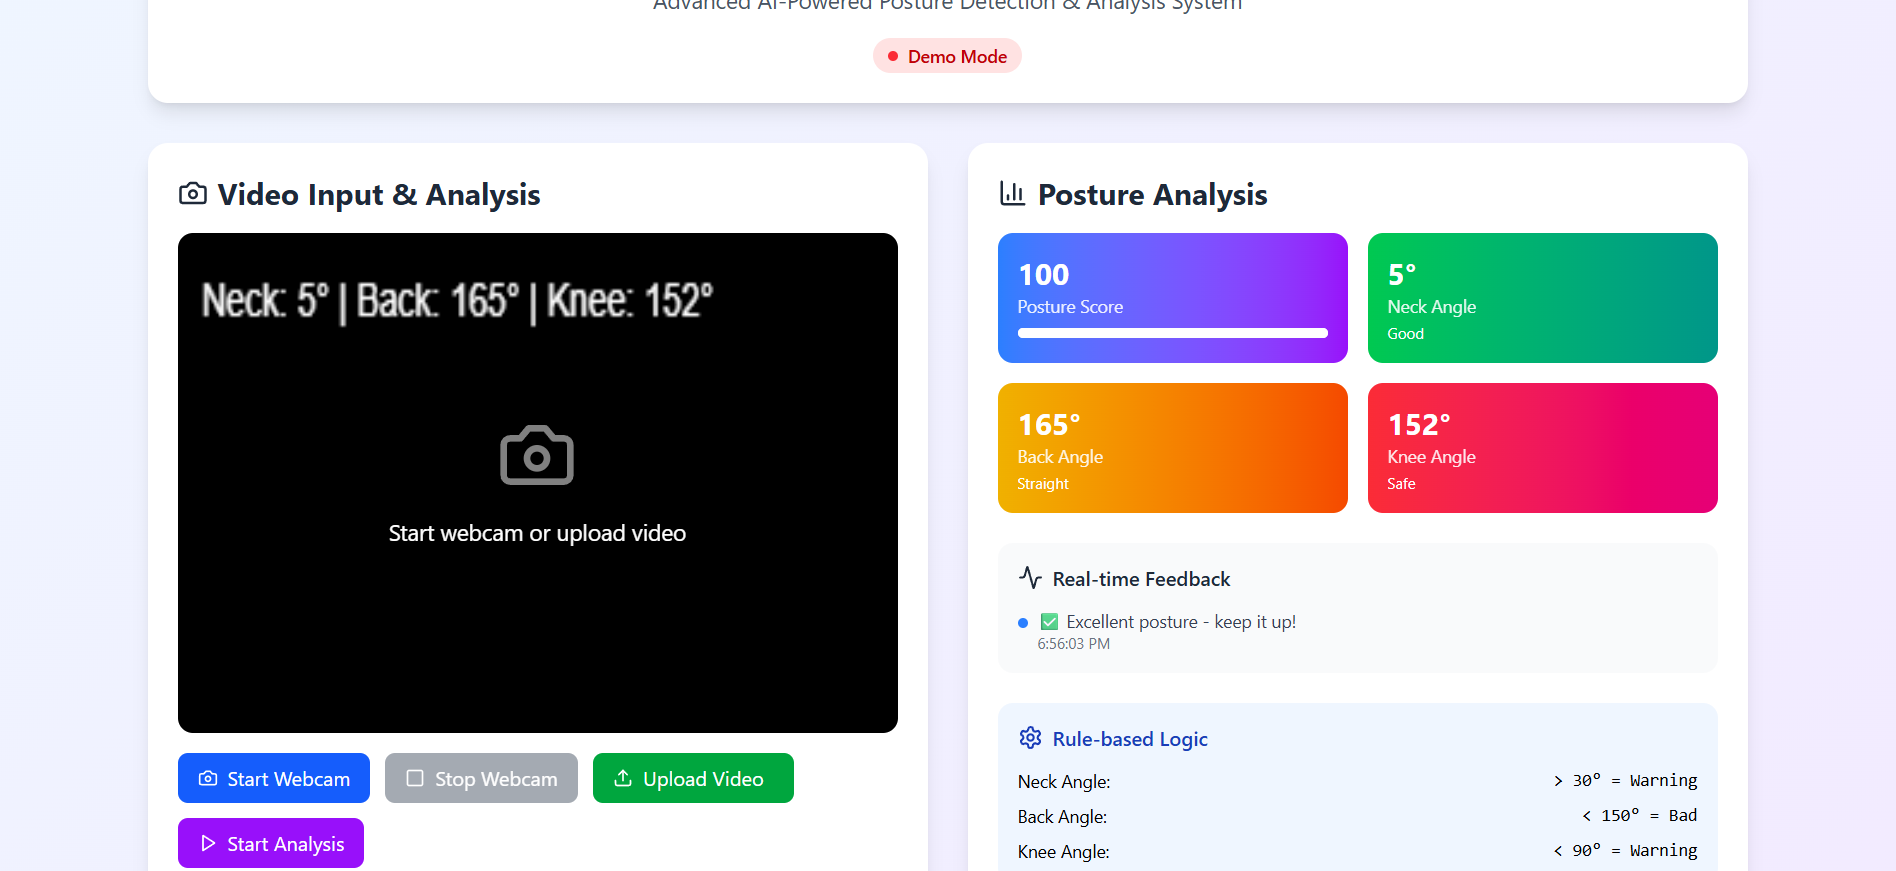 Advanced AI-Powered Posture Detection & Analysis System
Demo Mode
Video Input & Analysis
Neck: 5° | Back: 165° | Knee: 152°
Start webcam or upload video
Start Webcam
Stop Webcam
Upload Video
Start Analysis
Posture Analysis
100
Posture Score
5°
Neck Angle
Good
165°
Back Angle
Straight
152°
Knee Angle
Safe
Real-time Feedback
✅ Excellent posture - keep it up!
6:56:03 PM
Rule-based Logic
Neck Angle: > 30° = Warning
Back Angle: < 150° = Bad
Knee Angle: < 90° = Warning